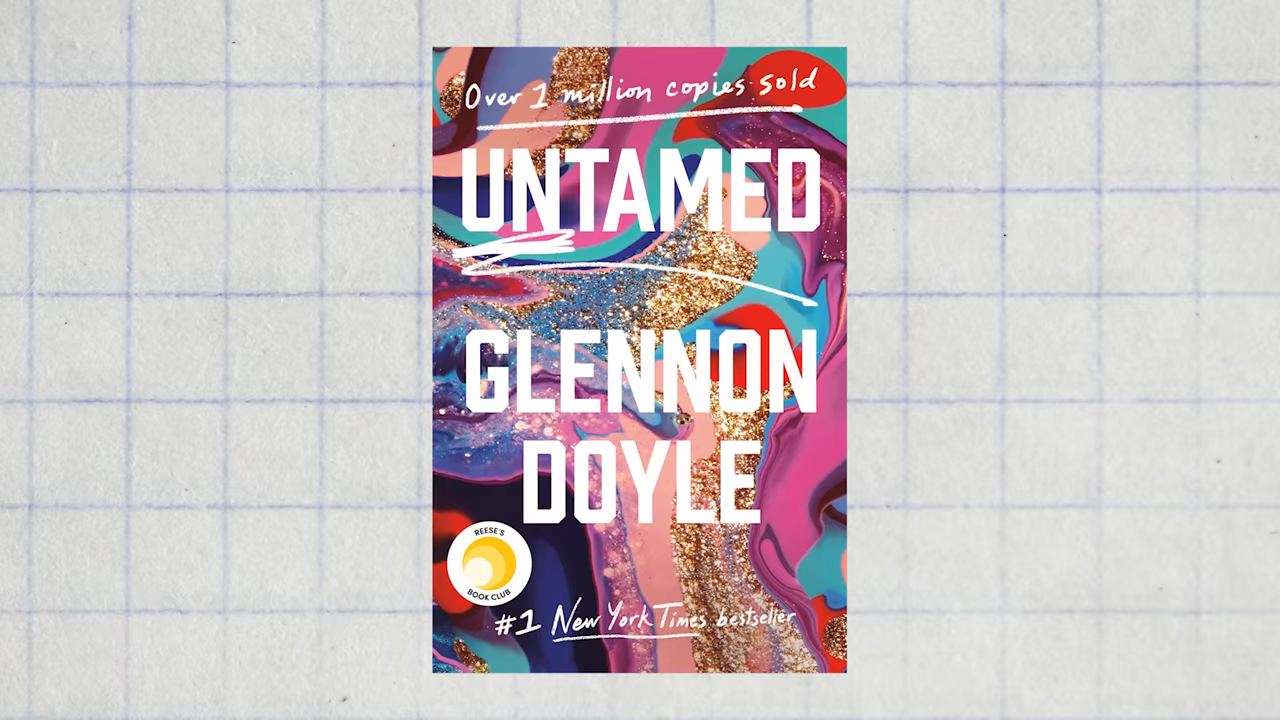 Over 1 million copies sold
UNTAMED
GLENNON
DOYLE
REESE'S
BOOK CLUB
#1 New York Times bestseller